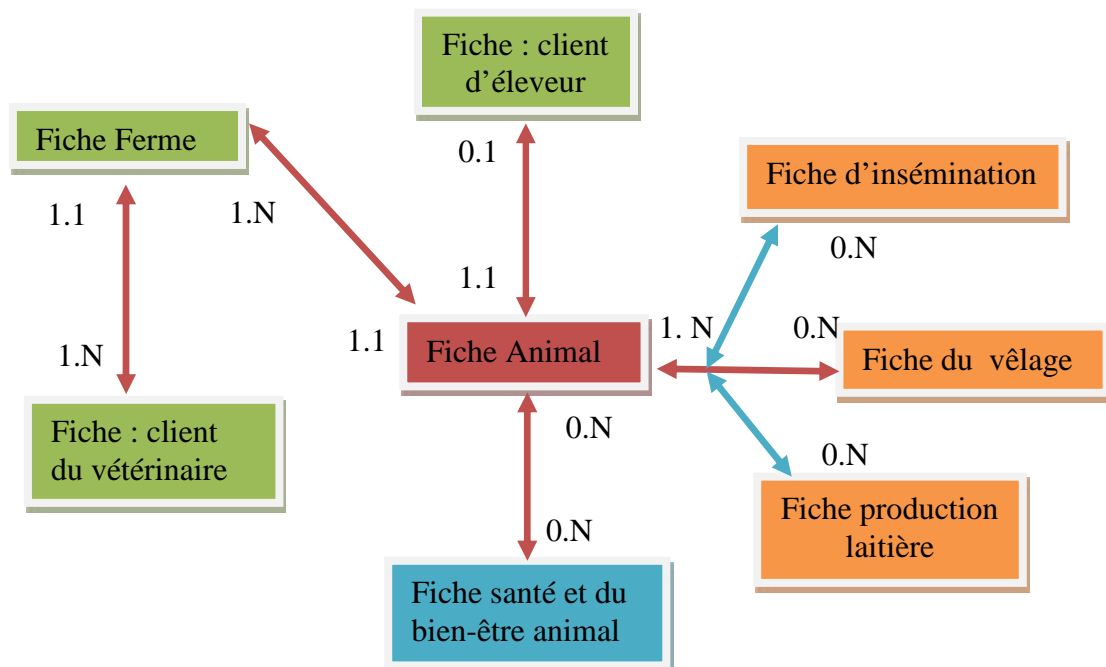 Fiche : client
d’éleveur
Fiche Ferme
0.1
Fiche d’insémination
1.1
1.N
0.N
1.1
1.1
Fiche Animal
1. N
0.N
Fiche du vêlage
1.N
Fiche : client
du vétérinaire
0.N
0.N
Fiche production
laitière
0.N
Fiche santé et du
bien-être animal